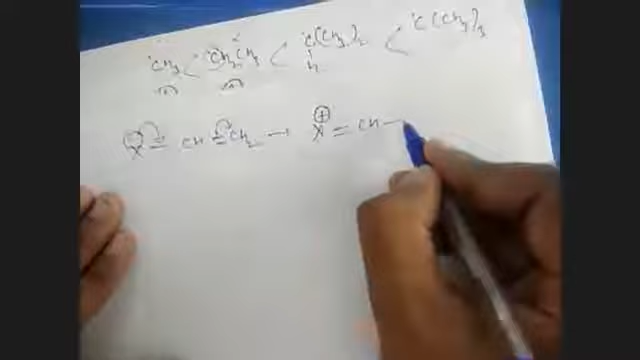 ĊH₃ < ĊH₂CH₃ < Ċ(CH₃)₂ < Ċ(CH₃)₃
H
X – CH = CH₂ → X⊕ = CH –